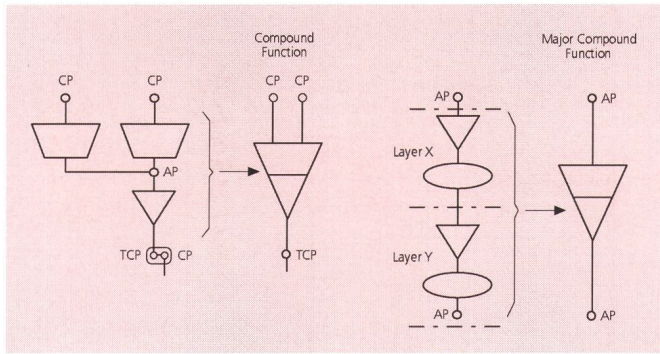 Compound
Function
CP CP
CP CP
AP
TCP CP
TCP
Major Compound
Function
AP
AP
Layer X
Layer Y
AP
AP